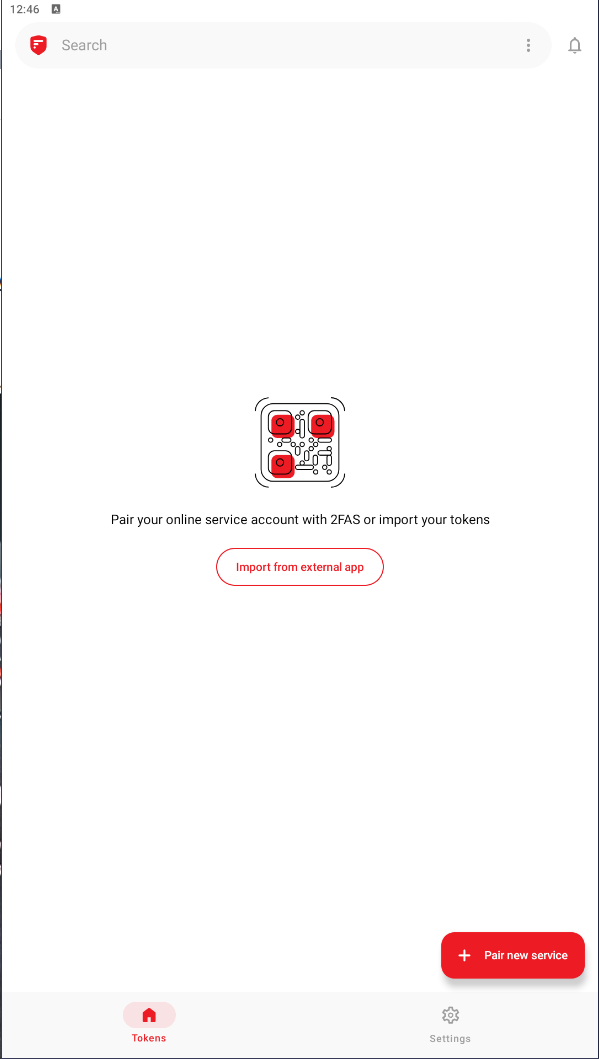 12:46
A
Search
Pair your online service account with 2FAS or import your tokens
Import from external app
Pair new service
Tokens
Settings